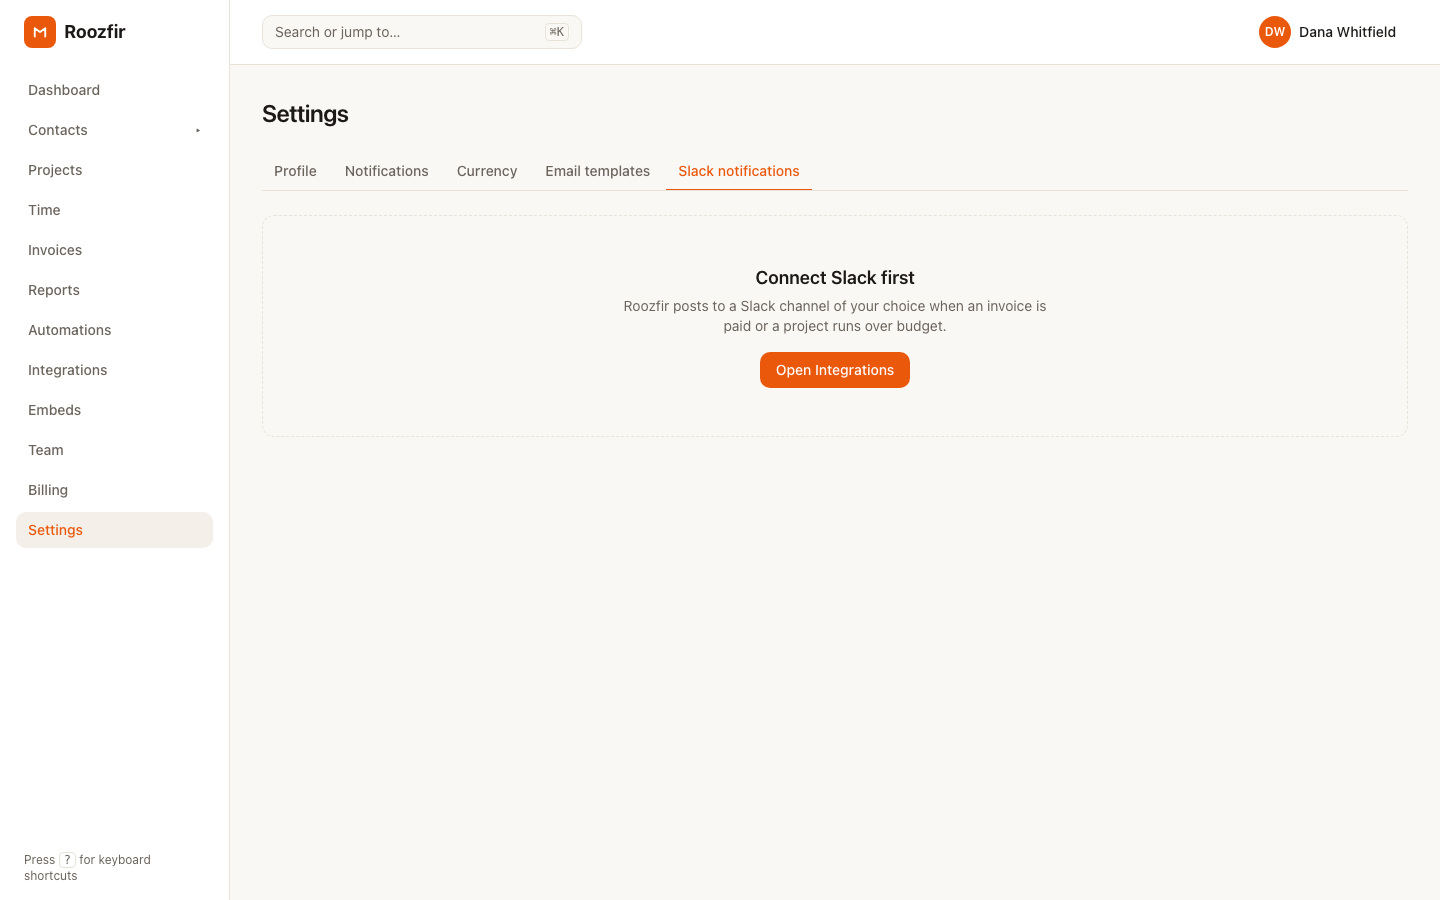 Roozfir
Search or jump to...
⌘K
DW
Dana Whitfield
Dashboard
Contacts
Projects
Time
Invoices
Reports
Automations
Integrations
Embeds
Team
Billing
Settings
Press ? for keyboard
shortcuts
Settings
Profile
Notifications
Currency
Email templates
Slack notifications
Connect Slack first
Roozfir posts to a Slack channel of your choice when an invoice is
paid or a project runs over budget.
Open Integrations